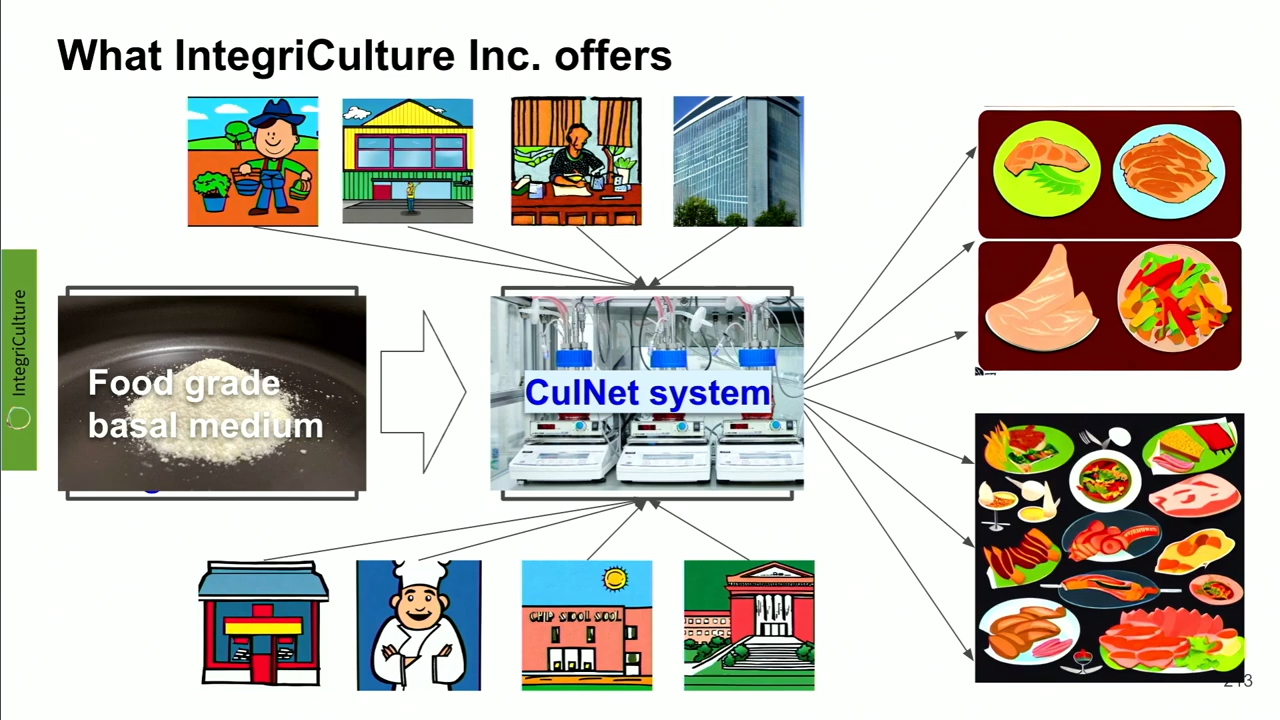 What IntegriCulture Inc. offers
IntegriCulture
Food grade
basal medium
CulNet system